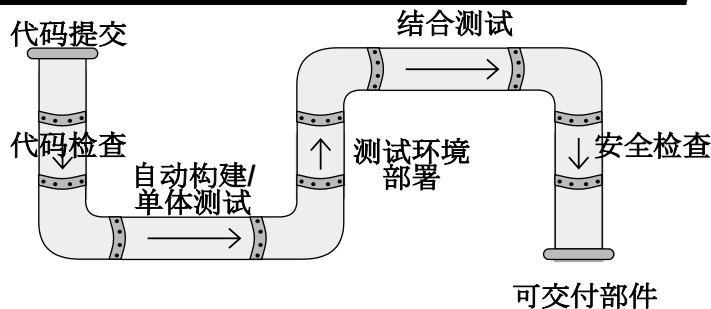 代码提交
代码检查
自动构建/
单体测试
测试环境
部署
结合测试
安全检查
可交付部件